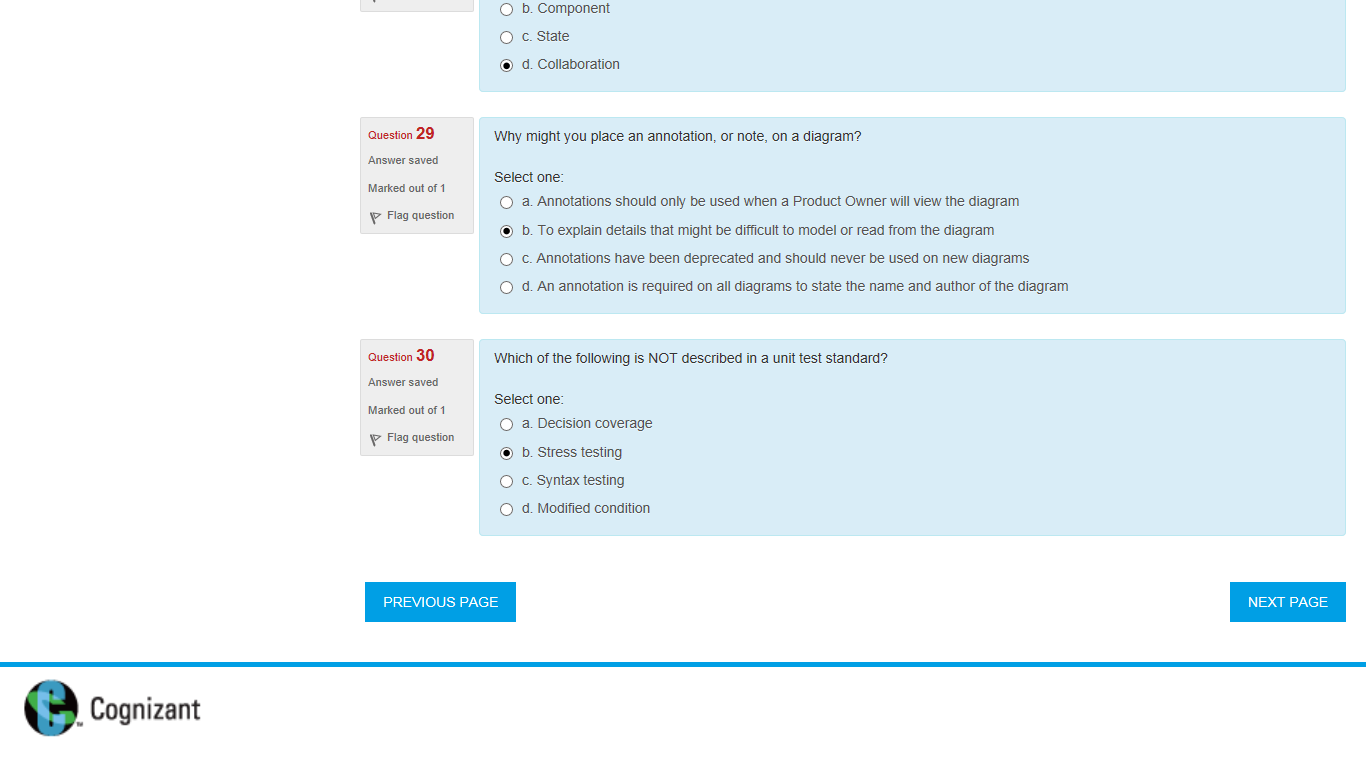 b. Component
c. State
d. Collaboration
Question 29
Answer saved
Marked out of 1
Flag question
Why might you place an annotation, or note, on a diagram?
Select one:
a. Annotations should only be used when a Product Owner will view the diagram
b. To explain details that might be difficult to model or read from the diagram
c. Annotations have been deprecated and should never be used on new diagrams
d. An annotation is required on all diagrams to state the name and author of the diagram
Question 30
Answer saved
Marked out of 1
Flag question
Which of the following is NOT described in a unit test standard?
Select one:
a. Decision coverage
b. Stress testing
c. Syntax testing
d. Modified condition
PREVIOUS PAGE
NEXT PAGE
Cognizant